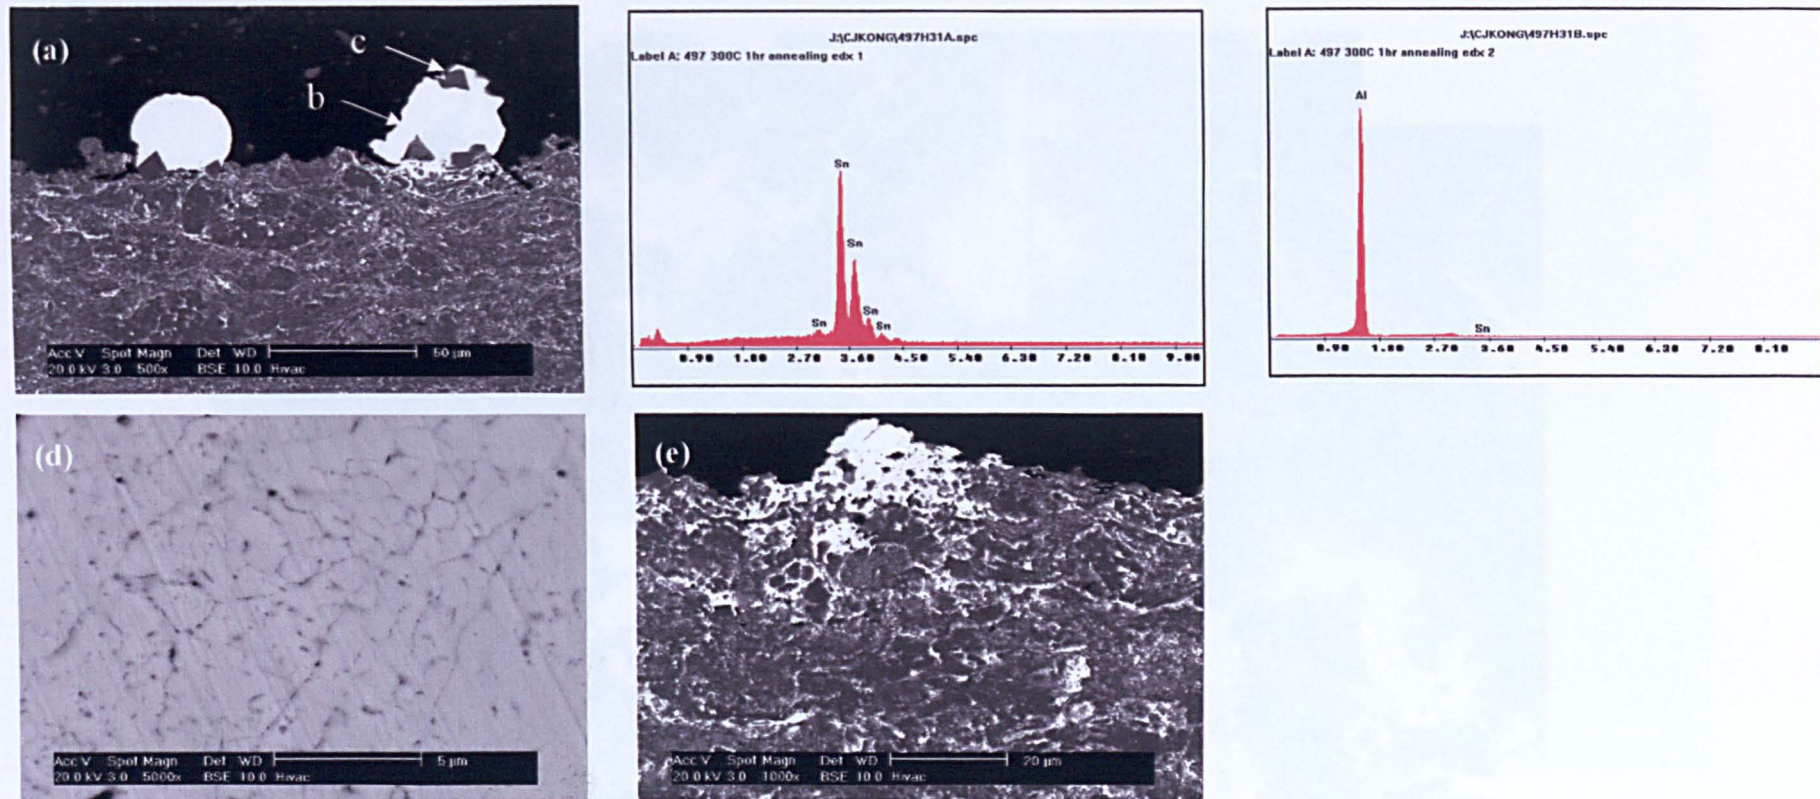 (a)
c
b
Acc V Spot Magn Det WD 50 µm
20.0 kV 3.0 500x BSE 10.0 Hivac
J:\CJKONG\497H31A.spc
Label A: 497 300C 1hr annealing edx 1
Sn
Sn
Sn
Sn
Sn
0.90 1.80 2.70 3.60 4.50 5.40 6.30 7.20 8.10 9.00
J:\CJKONG\497H31B.spc
Label A: 497 300C 1hr annealing edx 2
Al
Sn
0.90 1.80 2.70 3.60 4.50 5.40 6.30 7.20 8.10
(d)
Acc V Spot Magn Det WD 5 µm
20.0 kV 3.0 5000x BSE 10.0 Hivac
(e)
Acc V Spot Magn Det WD 20 µm
20.0 kV 3.0 1000x BSE 10.0 Hivac